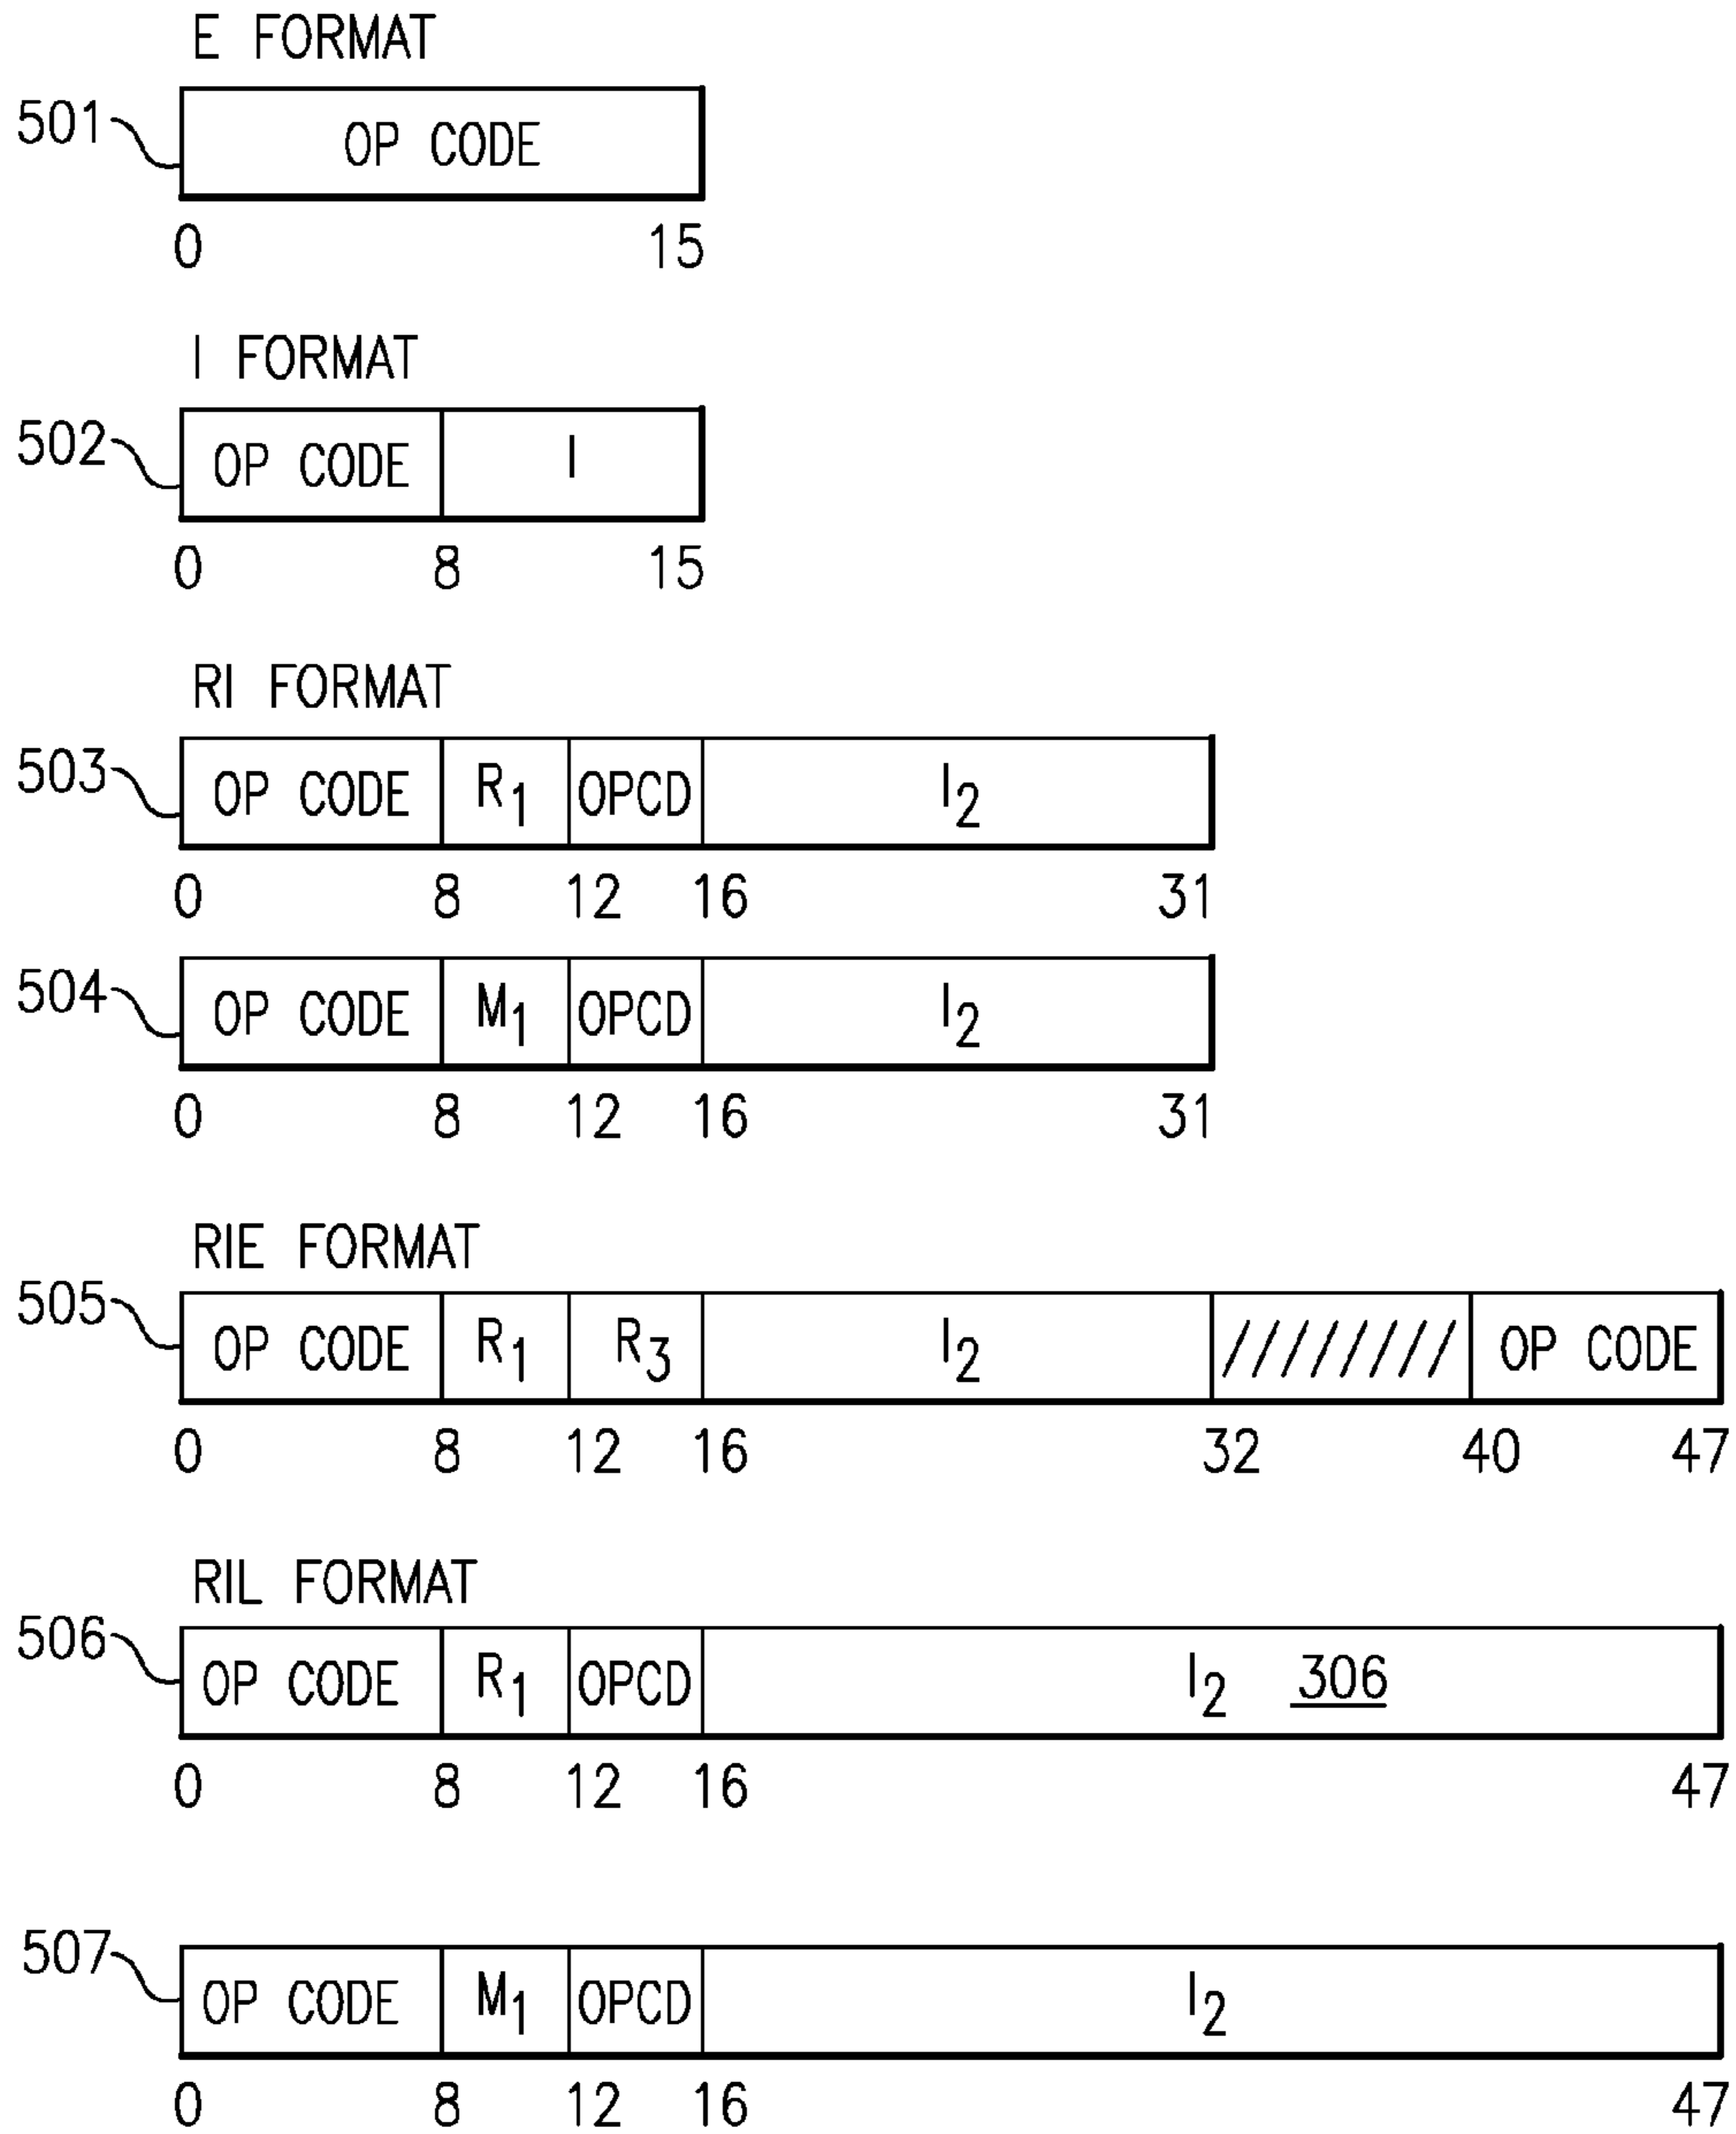 E FORMAT
501 OP CODE
0 15
I FORMAT
502 OP CODE I
0 8 15
RI FORMAT
503 OP CODE R1 OPCD I2
0 8 12 16 31
504 OP CODE M1 OPCD I2
0 8 12 16 31
RIE FORMAT
505 OP CODE R1 R3 I2 //////// OP CODE
0 8 12 16 32 40 47
RIL FORMAT
506 OP CODE R1 OPCD I2 306
0 8 12 16 47
507 OP CODE M1 OPCD I2
0 8 12 16 47